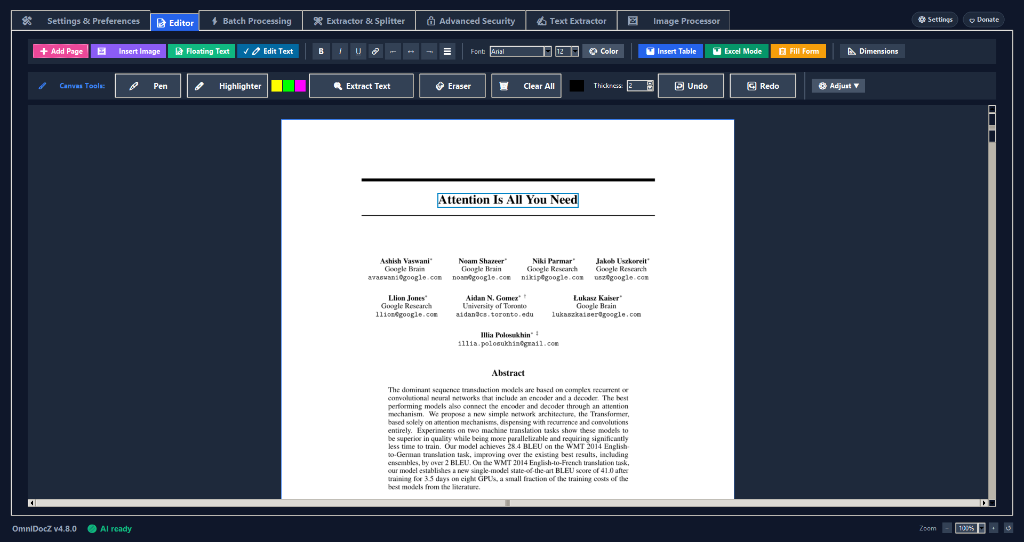 Settings & Preferences
Editor
Batch Processing
Extractor & Splitter
Advanced Security
Text Extractor
Image Processor
Settings
Donate
Add Page
Insert Image
Floating Text
Edit Text
B
I
U
Font:
Arial
12
Color
Insert Table
Excel Mode
Fill Form
Dimensions
Canvas Tools:
Pen
Highlighter
Extract Text
Eraser
Clear All
Thickness:
2
Undo
Redo
Adjust ▼
Attention Is All You Need
Ashish Vaswani*
Google Brain
avaswani@google.com
Noam Shazeer*
Google Brain
noam@google.com
Niki Parmar*
Google Research
nikip@google.com
Jakob Uszkoreit*
Google Research
usz@google.com
Llion Jones*
Google Research
llion@google.com
Aidan N. Gomez* †
University of Toronto
aidan@cs.toronto.edu
Łukasz Kaiser*
Google Brain
lukaszkaiser@google.com
Illia Polosukhin* ‡
illia.polosukhin@gmail.com
Abstract
The dominant sequence transduction models are based on complex recurrent or
convolutional neural networks that include an encoder and a decoder. The best
performing models also connect the encoder and decoder through an attention
mechanism. We propose a new simple network architecture, the Transformer,
based solely on attention mechanisms, dispensing with recurrence and convolutions
entirely. Experiments on two machine translation tasks show these models to
be superior in quality while being more parallelizable and requiring significantly
less time to train. Our model achieves 28.4 BLEU on the WMT 2014 English-
to-German translation task, improving over the existing best results, including
ensembles, by over 2 BLEU. On the WMT 2014 English-to-French translation task,
our model establishes a new single-model state-of-the-art BLEU score of 41.0 after
training for 3.5 days on eight GPUs, a small fraction of the training costs of the
best models from the literature.
OmniDocZ v4.8.0
AI ready
Zoom
100%